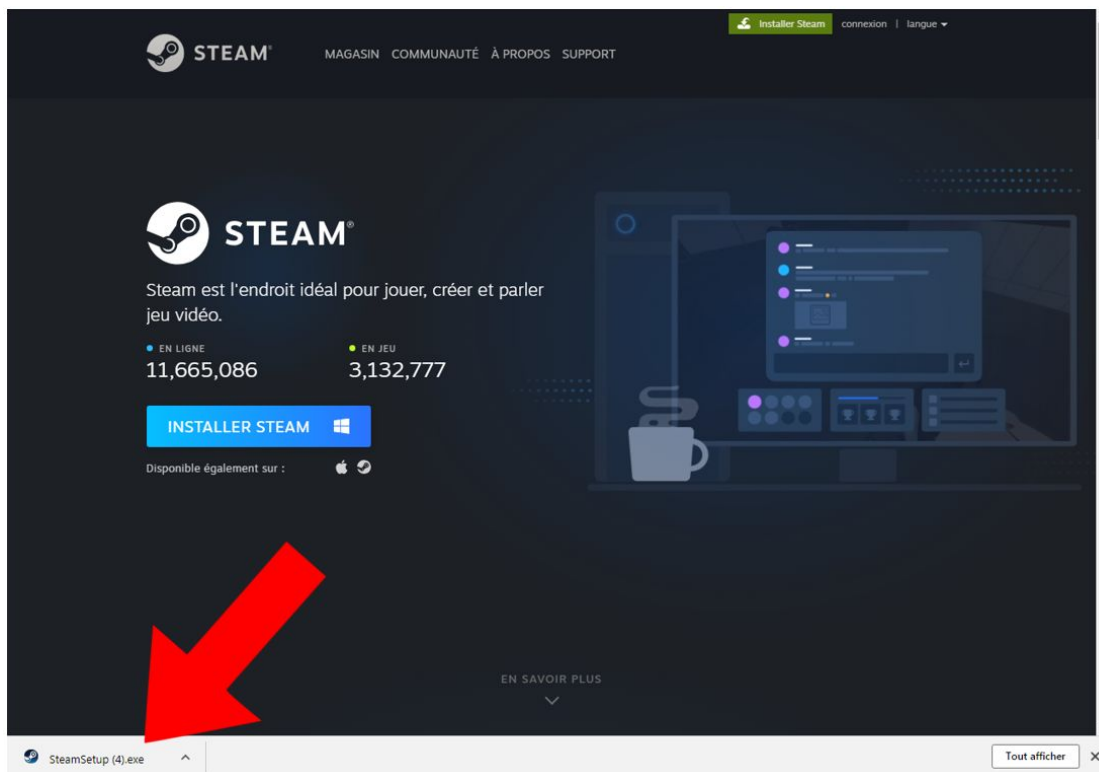 Installer Steam connexion | langue
STEAM®
MAGASIN COMMUNAUTÉ À PROPOS SUPPORT
STEAM®
Steam est l'endroit idéal pour jouer, créer et parler
jeu vidéo.
EN LIGNE
11,665,086
EN JEU
3,132,777
INSTALLER STEAM
Disponible également sur :
EN SAVOIR PLUS
SteamSetup (4).exe
Tout afficher